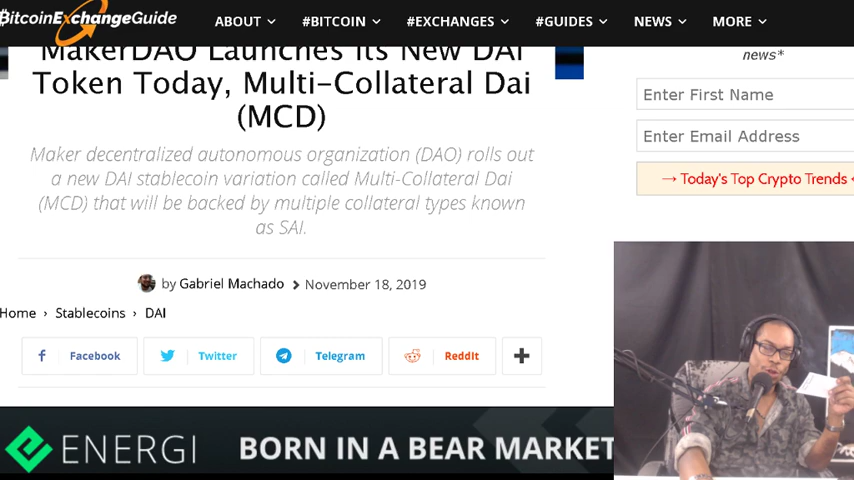 BitcoinExchangeGuide
ABOUT
#BITCOIN
#EXCHANGES
#GUIDES
NEWS
MORE
MakerDAO Launches Its New DAI
Token Today, Multi-Collateral Dai
(MCD)
Maker decentralized autonomous organization (DAO) rolls out
a new DAI stablecoin variation called Multi-Collateral Dai
(MCD) that will be backed by multiple collateral types known
as SAI.
by Gabriel Machado > November 18, 2019
Home › Stablecoins › DAI
Facebook
Twitter
Telegram
Reddit
+
news*
Enter First Name
Enter Email Address
→ Today's Top Crypto Trends
ENERGI BORN IN A BEAR MARKET